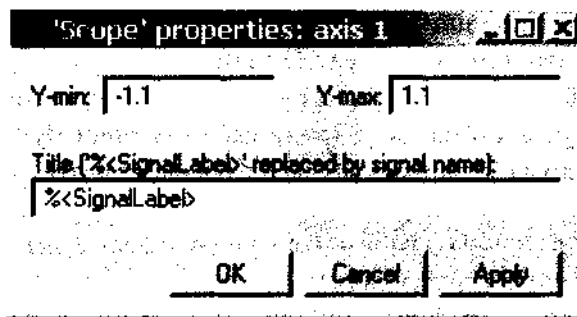 'Scope' properties: axis 1
Y-min: -1.1 Y-max: 1.1
Title ('%<SignalLabel>' replaced by signal name):
%<SignalLabel>
OK Cancel Apply